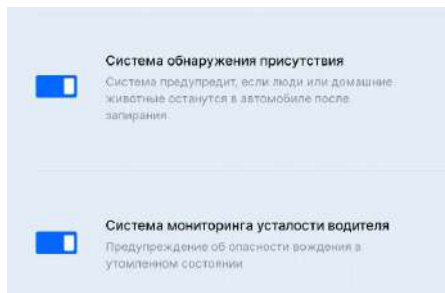 Система обнаружения присутствия
Система предупредит, если люди или домашние
животные останутся в автомобиле после
запирания
Система мониторинга усталости водителя
Предупреждение об опасности вождения в
утомленном состоянии